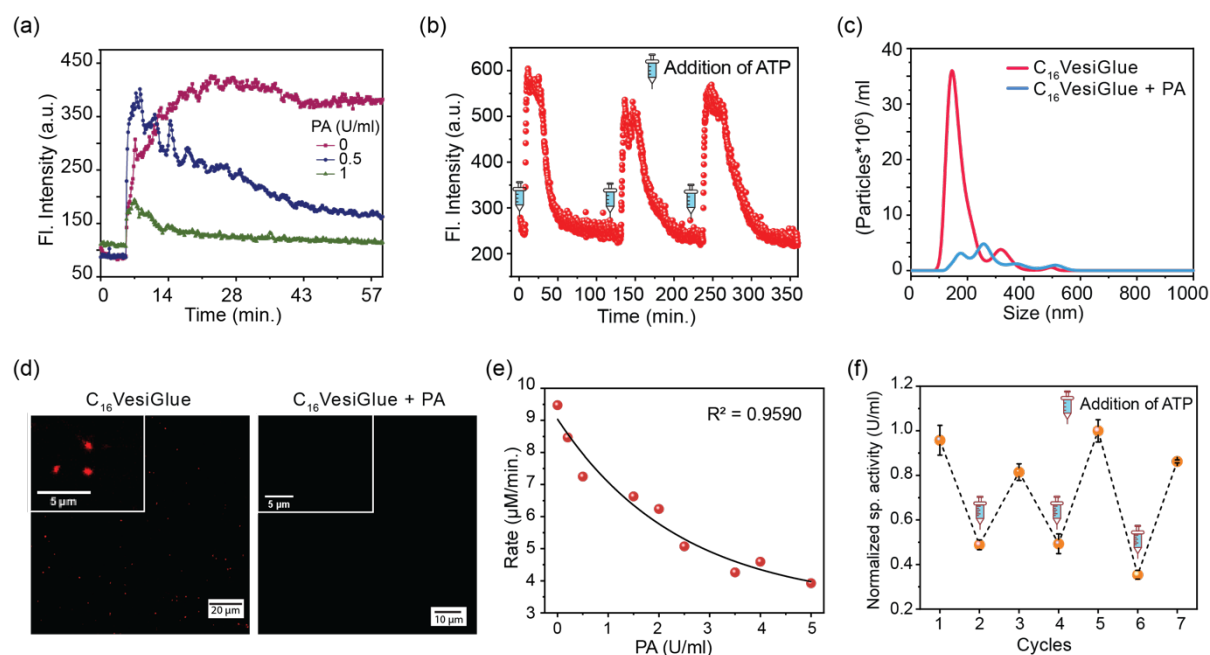 (a)
450
350
250
150
50
Fl. Intensity (a.u.)
PA (U/ml)
0
0.5
1
0 14 28 43 57
Time (min.)
(b)
600
500
400
300
200
Fl. Intensity (a.u.)
Addition of ATP
0 50 100 150 200 250 300 350
Time (min.)
(c)
40
30
20
10
0
(Particles*10⁶) /ml
C₁₆VesiGlue
C₁₆VesiGlue + PA
0 200 400 600 800 1000
Size (nm)
(d)
C₁₆VesiGlue
5 µm
20 µm
C₁₆VesiGlue + PA
5 µm
10 µm
(e)
10
9
8
7
6
5
4
3
Rate (µM/min.)
R² = 0.9590
0 1 2 3 4 5
PA (U/ml)
(f)
1.2
1.0
0.8
0.6
0.4
0.2
Normalized sp. activity (U/ml)
Addition of ATP
1 2 3 4 5 6 7
Cycles